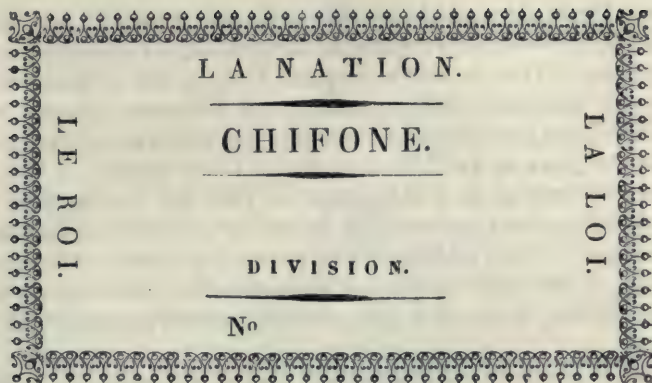 LA NATION.
LE ROI.
LA LOI.
CHIFONE.
DIVISION.
No